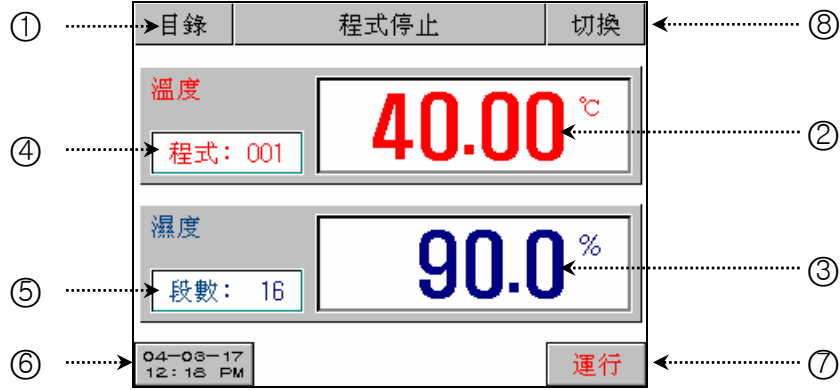 ① 目錄 程式停止 切換 ⑧
溫度
40.00 ℃ ②
④ 程式: 001
濕度
90.0 % ③
⑤ 段數: 16
⑥ 04-03-17
12:18 PM
運行 ⑦